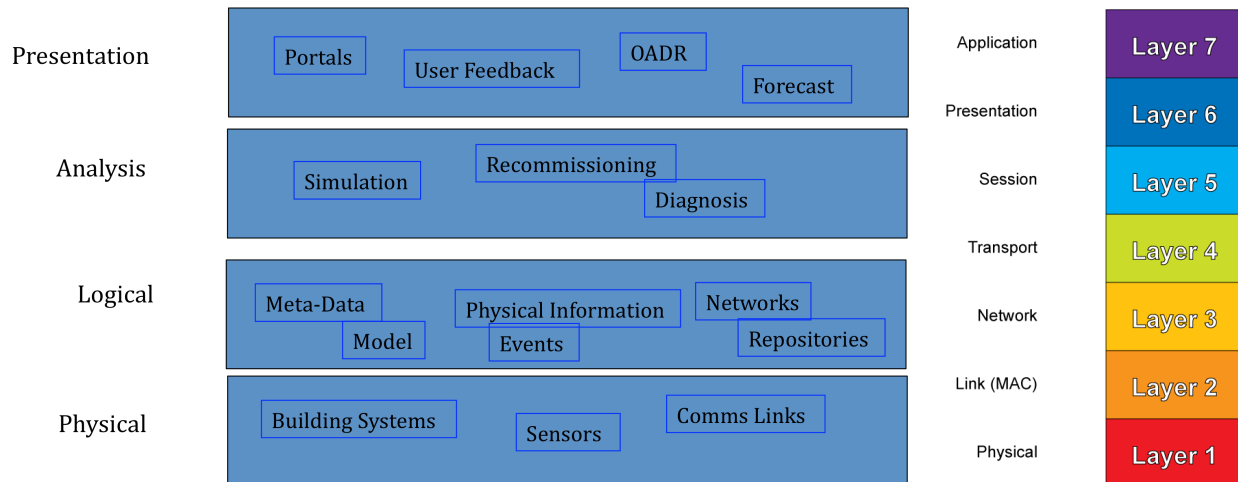 Presentation
Portals
User Feedback
OADR
Forecast
Analysis
Simulation
Recommissioning
Diagnosis
Logical
Meta-Data
Model
Physical Information
Events
Networks
Repositories
Physical
Building Systems
Sensors
Comms Links
Application Layer 7
Presentation Layer 6
Session Layer 5
Transport Layer 4
Network Layer 3
Link (MAC) Layer 2
Physical Layer 1